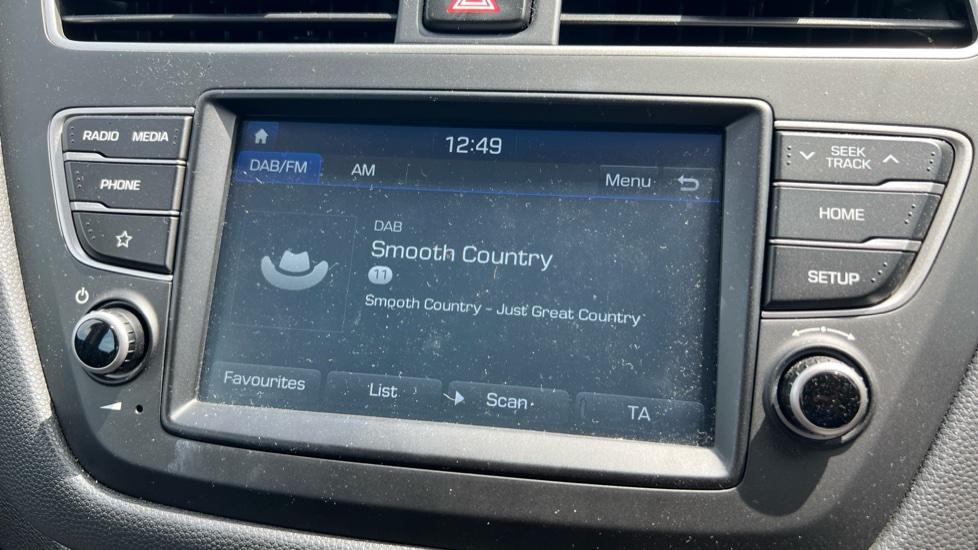 RADIO MEDIA
PHONE
12:49
DAB/FM AM Menu
DAB
Smooth Country
11
Smooth Country - Just Great Country
Favourites List Scan TA
SEEK
TRACK
HOME
SETUP